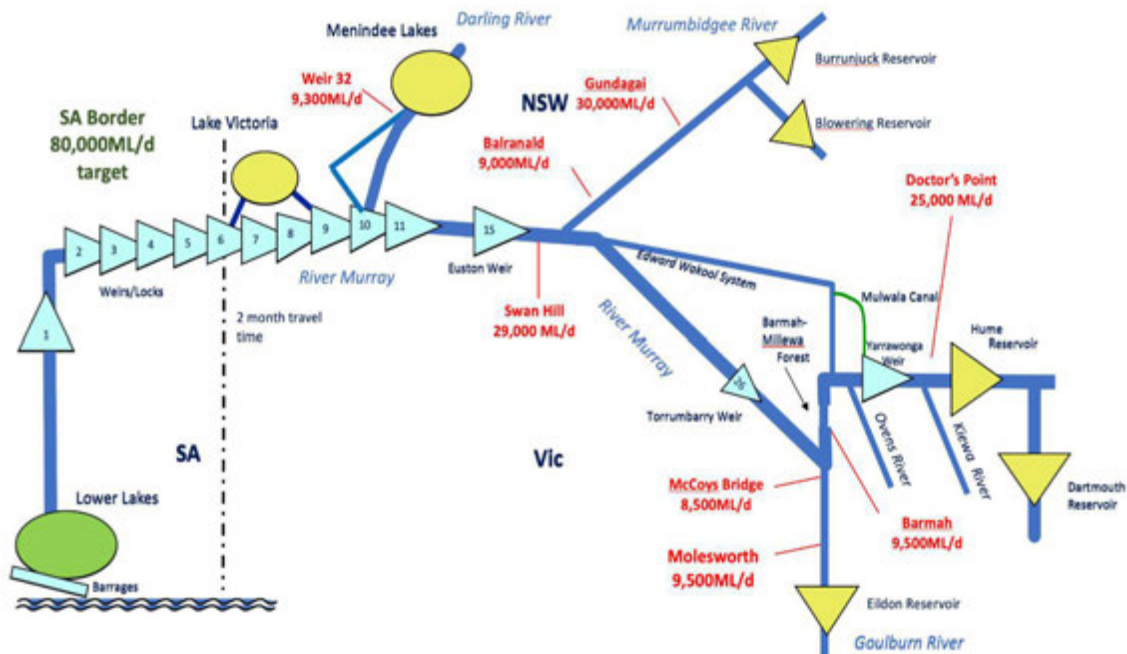 Darling River
Menindee Lakes
Murrumbidgee River
Burrunjuck Reservoir
Weir 32
9,300ML/d
Gundagai
30,000ML/d
NSW
SA Border
80,000ML/d
target
Lake Victoria
Balranald
9,000ML/d
Blowering Reservoir
Doctor's Point
25,000 ML/d
2
3
4
5
6
7
8
9
10
11
15
Weirs/Locks
River Murray
Euston Weir
Edward Wakool System
Mulwala Canal
2 month travel
time
Swan Hill
29,000 ML/d
River Murray
Barmah-
Millewa
Forest
Yarrawonga
Weir
Hume
Reservoir
1
26
Torrumbarry Weir
Ovens River
Kiewa River
SA
Vic
McCoys Bridge
8,500ML/d
Dartmouth
Reservoir
Lower Lakes
Barmah
9,500ML/d
Molesworth
9,500ML/d
Barrages
Eildon Reservoir
Goulburn River